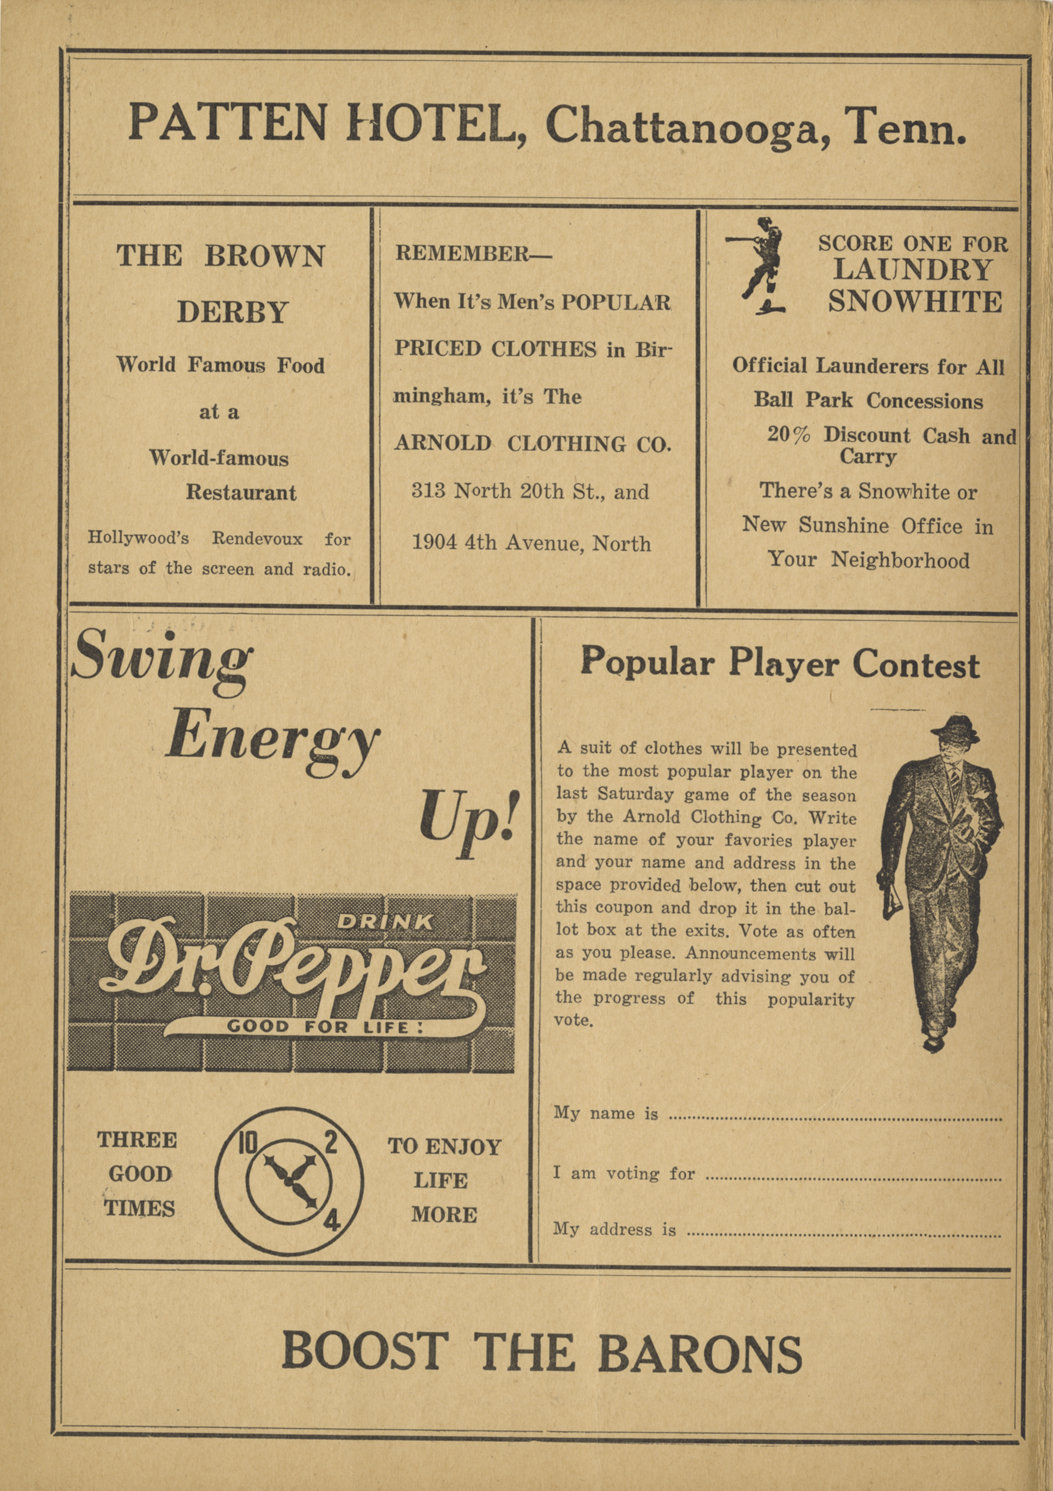 PATTEN HOTEL, Chattanooga, Tenn.
THE BROWN
DERBY
World Famous Food
at a
World-famous
Restaurant
Hollywood's Rendevoux for
stars of the screen and radio.
REMEMBER—
When It's Men's POPULAR
PRICED CLOTHES in Bir-
mingham, it's The
ARNOLD CLOTHING CO.
313 North 20th St., and
1904 4th Avenue, North
SCORE ONE FOR
LAUNDRY
SNOWHITE
Official Launderers for All
Ball Park Concessions
20% Discount Cash and
Carry
There's a Snowhite or
New Sunshine Office in
Your Neighborhood
Swing
Energy
Up!
DRINK
Dr. Pepper
GOOD FOR LIFE!
THREE
GOOD
TIMES
10 2
4
TO ENJOY
LIFE
MORE
Popular Player Contest
A suit of clothes will be presented
to the most popular player on the
last Saturday game of the season
by the Arnold Clothing Co. Write
the name of your favories player
and your name and address in the
space provided below, then cut out
this coupon and drop it in the bal-
lot box at the exits. Vote as often
as you please. Announcements will
be made regularly advising you of
the progress of this popularity
vote.
My name is
I am voting for
My address is
BOOST THE BARONS